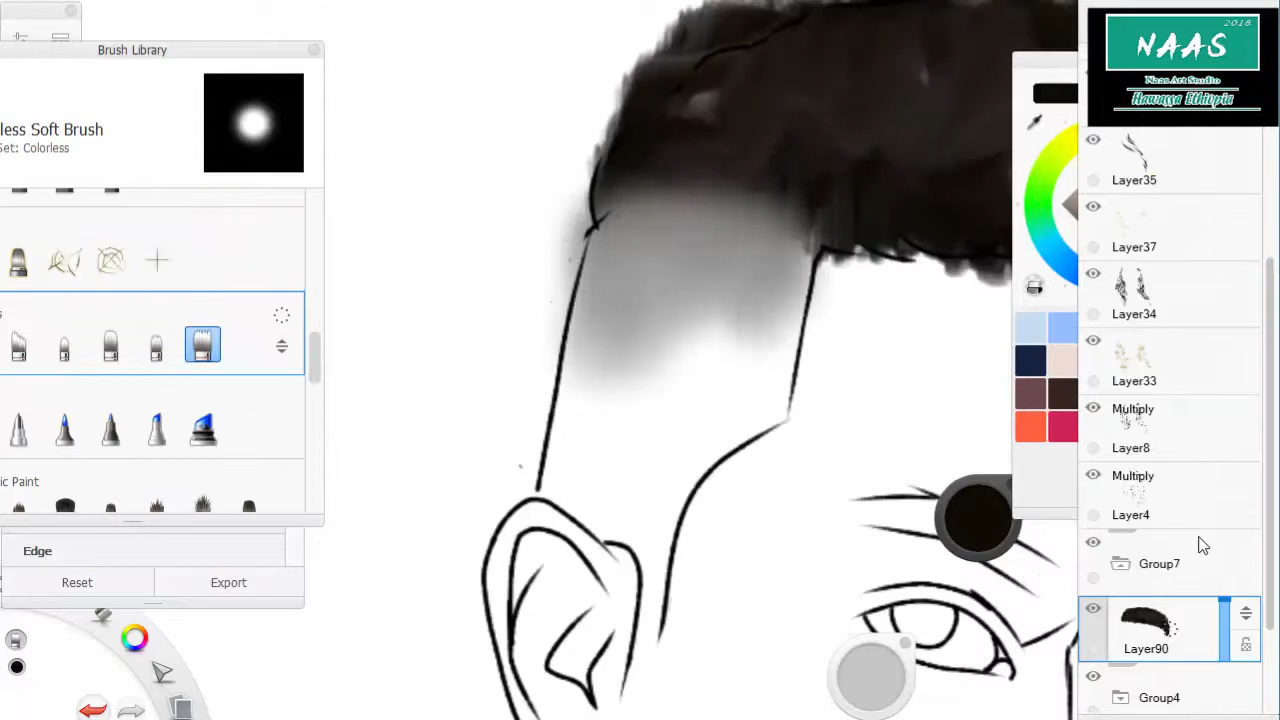 Brush Library
less Soft Brush
Set: Colorless
s
ic Paint
Edge
Reset
Export
2018
NAAS
Naas Art Studio
Hawassa Ethiopia
Layer35
Layer37
Layer34
Layer33
Multiply
Layer8
Multiply
Layer4
Group7
Layer90
Group4